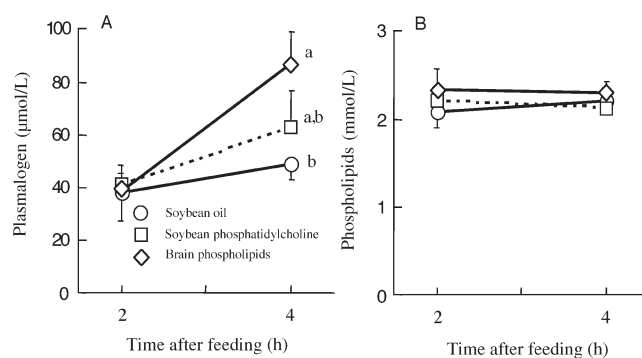 A
100
80
60
40
20
0
Plasmalogen (μmol/L)
a
a,b
b
Soybean oil
Soybean phosphatidylcholine
Brain phospholipids
2
4
Time after feeding (h)
B
3
2
1
0
Phospholipids (mmol/L)
2
4
Time after feeding (h)